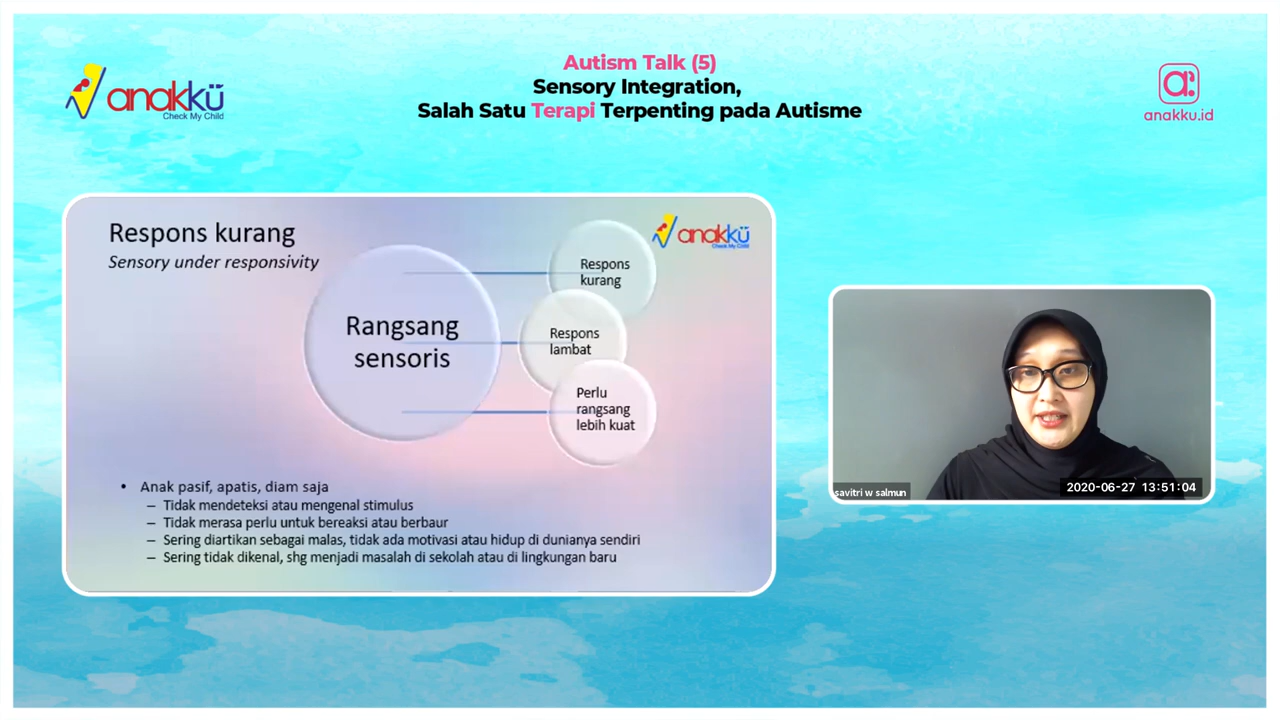 Autism Talk (5)
Sensory Integration,
Salah Satu Terapi Terpenting pada Autisme
anakkü
Check My Child
a:
anakku.id
Respons kurang
Sensory under responsivity
anakkü
Check My Child
Rangsang
sensoris
Respons
kurang
Respons
lambat
Perlu
rangsang
lebih kuat
• Anak pasif, apatis, diam saja
– Tidak mendeteksi atau mengenal stimulus
– Tidak merasa perlu untuk bereaksi atau berbaur
– Sering diartikan sebagai malas, tidak ada motivasi atau hidup di dunianya sendiri
– Sering tidak dikenal, shg menjadi masalah di sekolah atau di lingkungan baru
savitri w salmun
2020-06-27 13:51:04